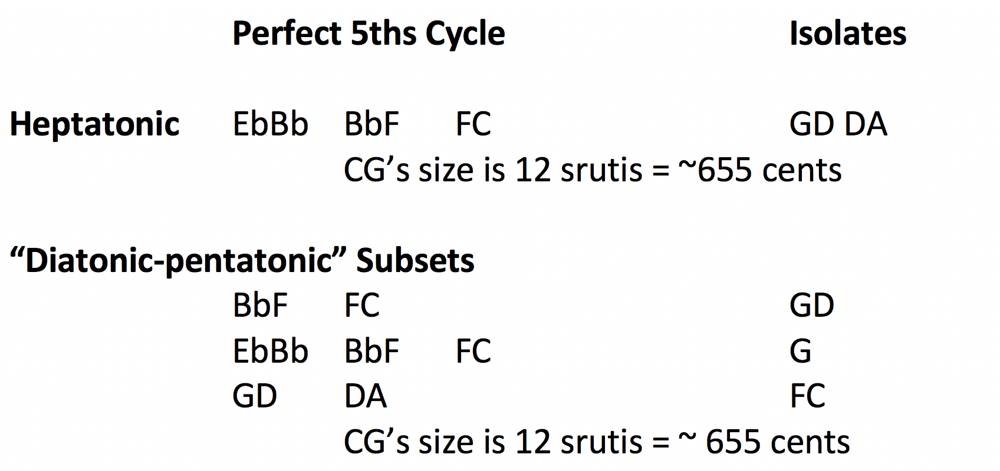 Perfect 5ths Cycle Isolates
Heptatonic EbBb BbF FC GD DA
CG’s size is 12 srutis = ~655 cents
“Diatonic-pentatonic” Subsets
BbF FC GD
EbBb BbF FC G
GD DA FC
CG’s size is 12 srutis = ~ 655 cents